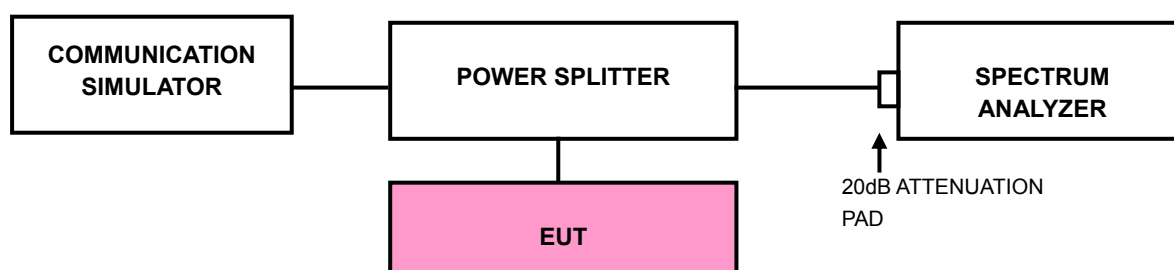 COMMUNICATION
SIMULATOR
POWER SPLITTER
SPECTRUM
ANALYZER
20dB ATTENUATION
PAD
EUT